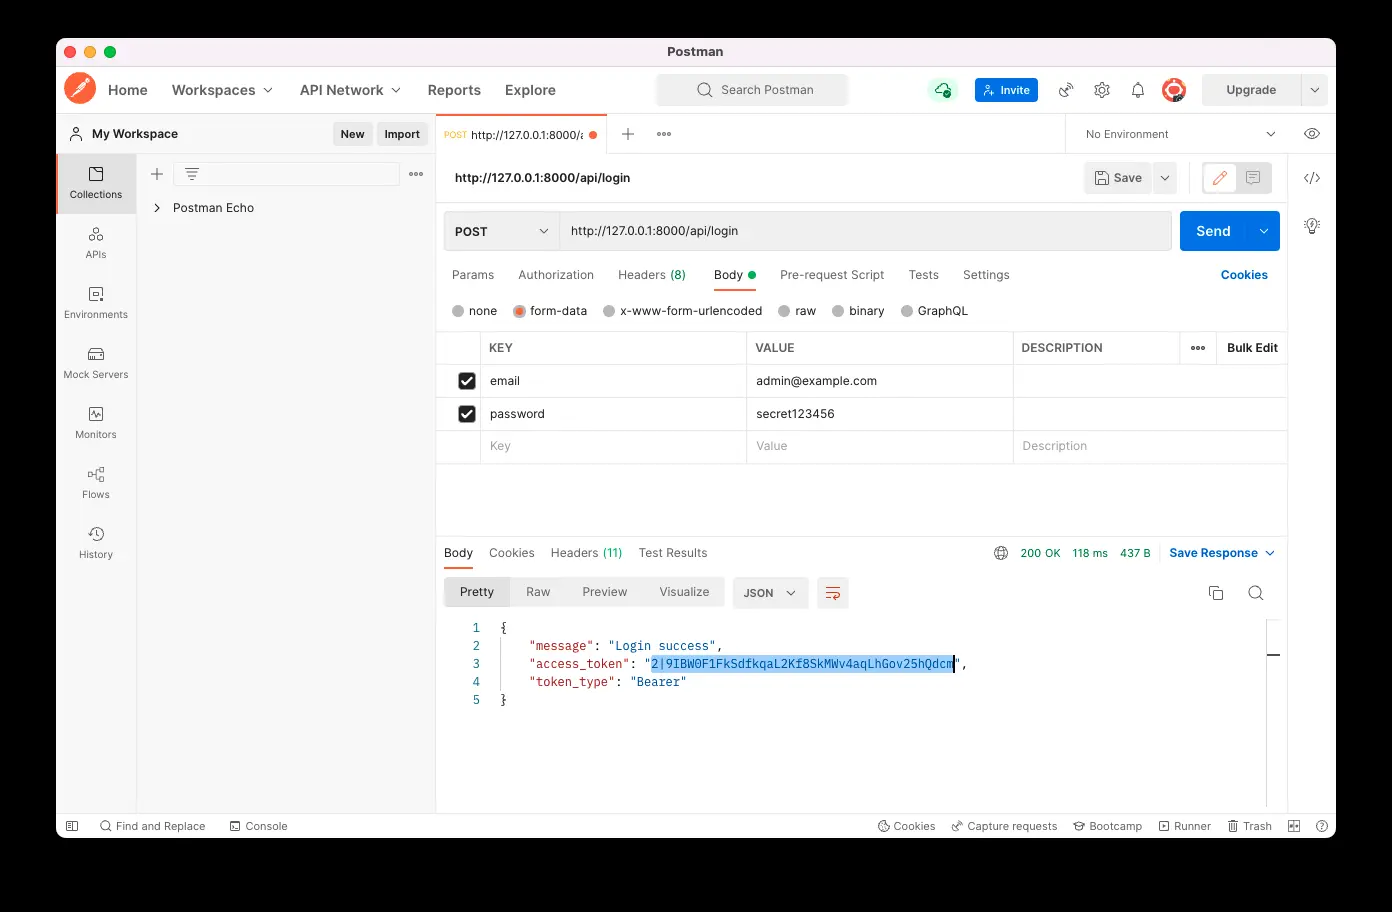 Postman
Home Workspaces API Network Reports Explore Search Postman Invite Upgrade
My Workspace New Import POST http://127.0.0.1:8000/a No Environment
Collections
APIs
Environments
Mock Servers
Monitors
Flows
History
Postman Echo
http://127.0.0.1:8000/api/login Save
POST http://127.0.0.1:8000/api/login Send
Params Authorization Headers (8) Body Pre-request Script Tests Settings Cookies
none form-data x-www-form-urlencoded raw binary GraphQL
KEY VALUE DESCRIPTION Bulk Edit
email admin@example.com
password secret123456
Key Value Description
Body Cookies Headers (11) Test Results 200 OK 118 ms 437 B Save Response
Pretty Raw Preview Visualize JSON
1 {
2 "message": "Login success",
3 "access_token": "2|9IBW0F1FkSdfkqaL2Kf8SkMWv4aqLhGov25hQdcm",
4 "token_type": "Bearer"
5 }
Find and Replace Console Cookies Capture requests Bootcamp Runner Trash